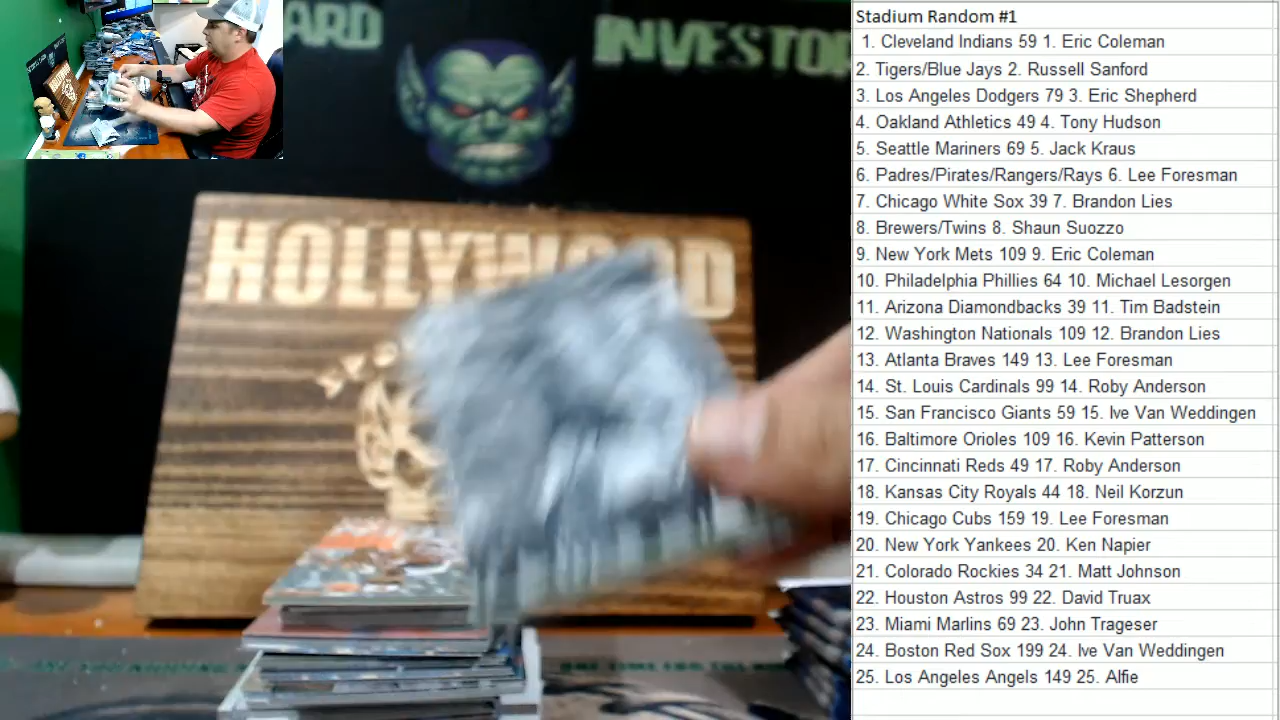 ARD INVESTOR
HOLLYWOOD
Stadium Random #1
1. Cleveland Indians 59 1. Eric Coleman
2. Tigers/Blue Jays 2. Russell Sanford
3. Los Angeles Dodgers 79 3. Eric Shepherd
4. Oakland Athletics 49 4. Tony Hudson
5. Seattle Mariners 69 5. Jack Kraus
6. Padres/Pirates/Rangers/Rays 6. Lee Foresman
7. Chicago White Sox 39 7. Brandon Lies
8. Brewers/Twins 8. Shaun Suozzo
9. New York Mets 109 9. Eric Coleman
10. Philadelphia Phillies 64 10. Michael Lesorgen
11. Arizona Diamondbacks 39 11. Tim Badstein
12. Washington Nationals 109 12. Brandon Lies
13. Atlanta Braves 149 13. Lee Foresman
14. St. Louis Cardinals 99 14. Roby Anderson
15. San Francisco Giants 59 15. Ive Van Weddingen
16. Baltimore Orioles 109 16. Kevin Patterson
17. Cincinnati Reds 49 17. Roby Anderson
18. Kansas City Royals 44 18. Neil Korzun
19. Chicago Cubs 159 19. Lee Foresman
20. New York Yankees 20. Ken Napier
21. Colorado Rockies 34 21. Matt Johnson
22. Houston Astros 99 22. David Truax
23. Miami Marlins 69 23. John Trageser
24. Boston Red Sox 199 24. Ive Van Weddingen
25. Los Angeles Angels 149 25. Alfie